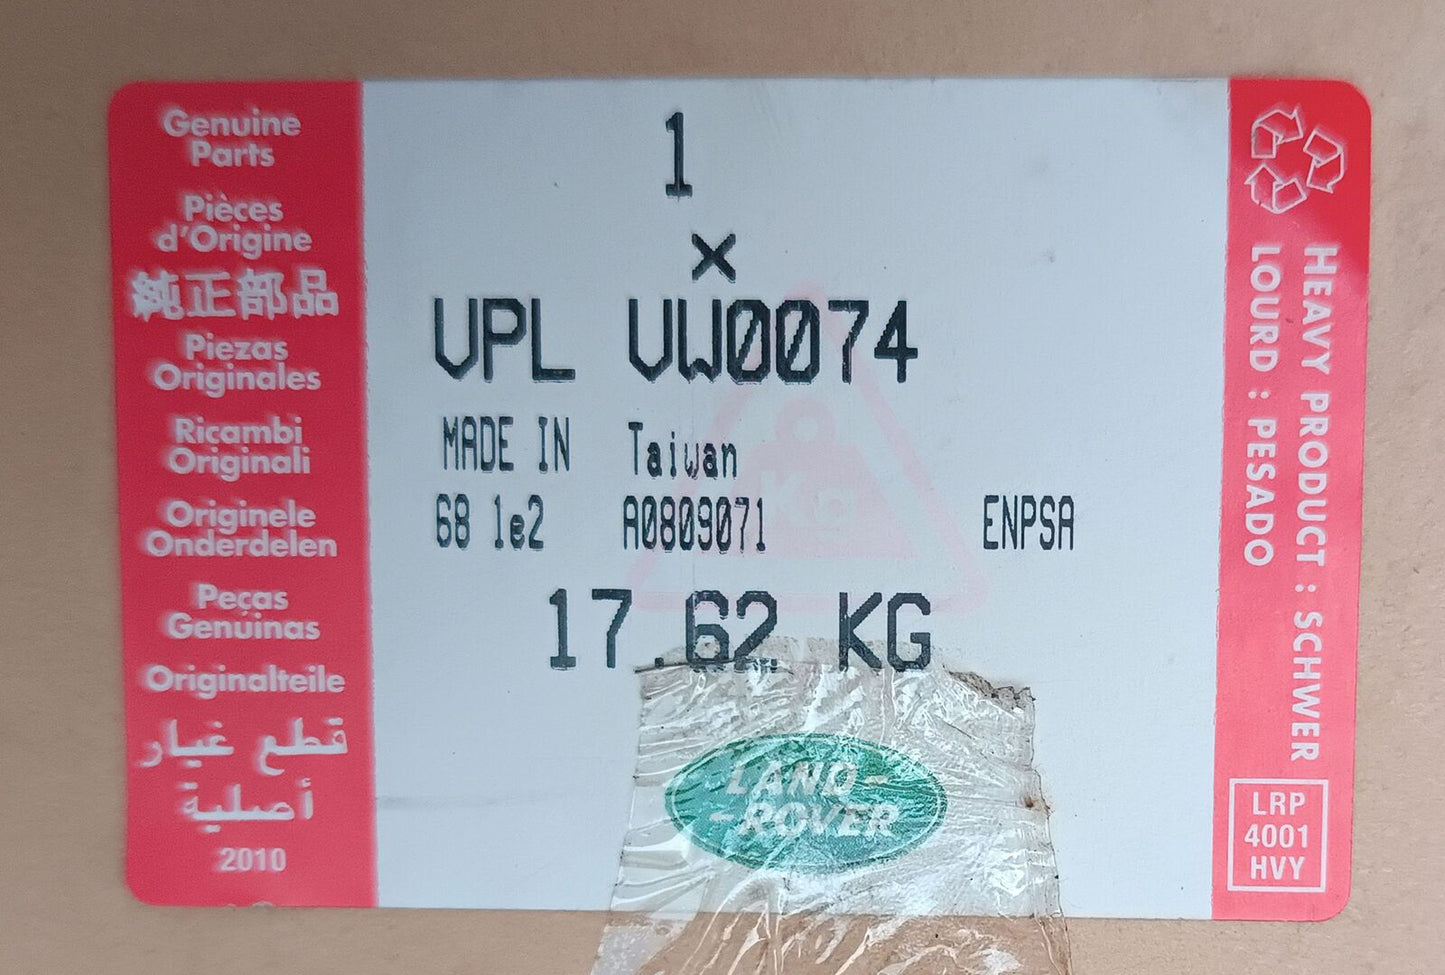 Genuine
Parts
Pièces
d'Origine
純正部品
Piezas
Originales
Ricambi
Originali
Originele
Onderdelen
Peças
Genuinas
Originalteile
قطع غيار
أصلية
2010
1
x
VPL VW0074
MADE IN Taiwan
68 1e2 A0809071 ENPSA
17.62 KG
Kg
LAND-
-ROVER
HEAVY PRODUCT : SCHWER
LOURD : PESADO
LRP
4001
HVY